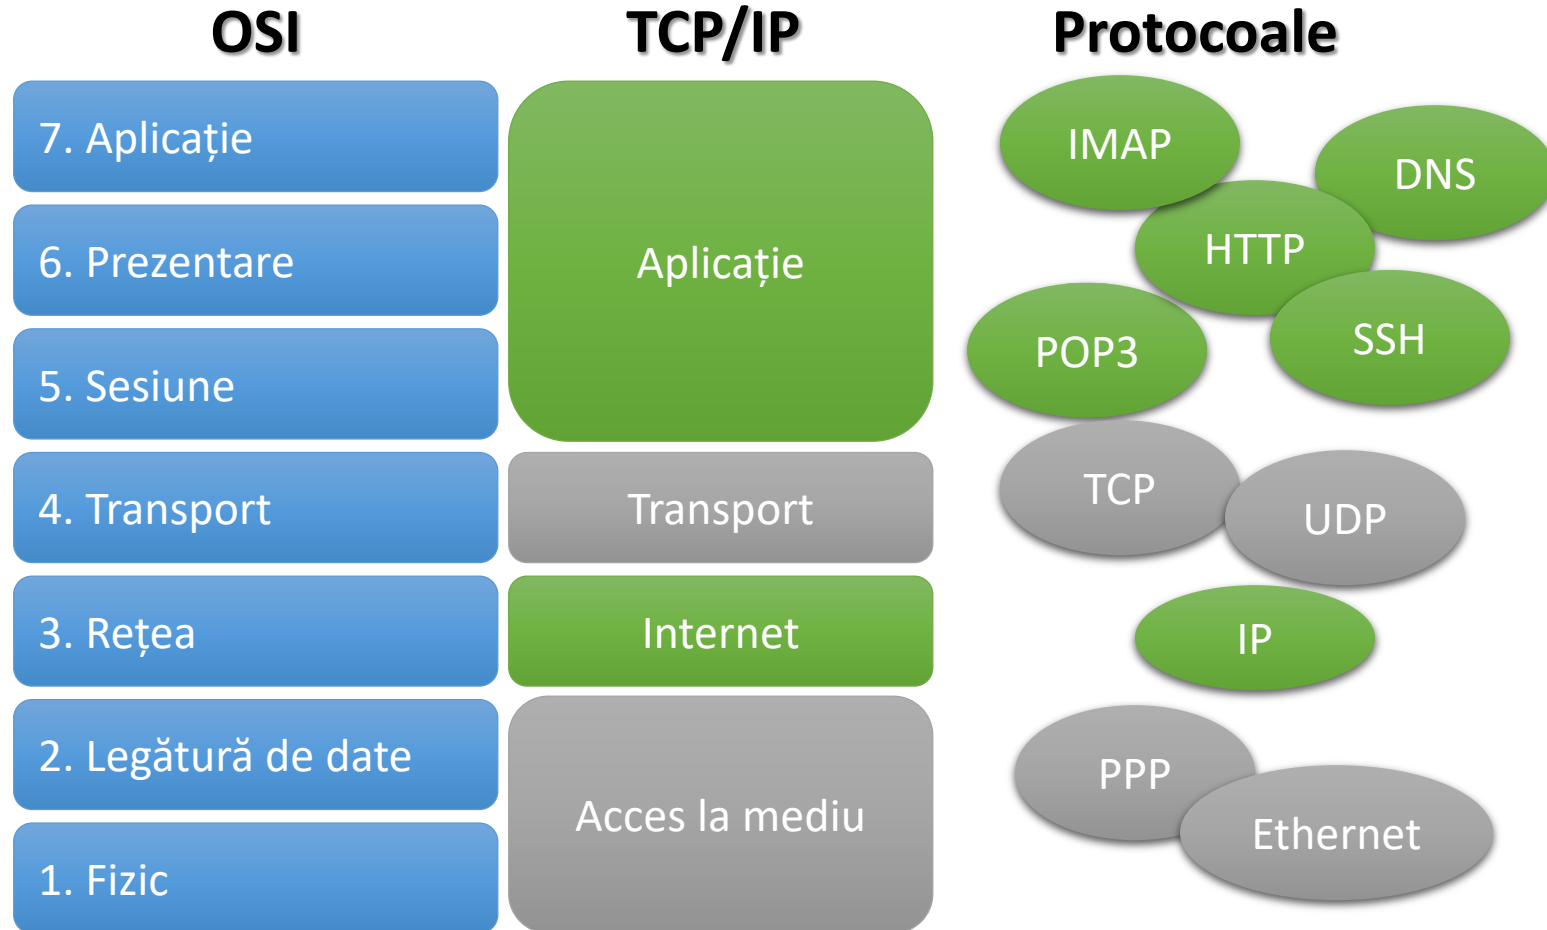 OSI
TCP/IP
Protocoale
7. Aplicație
6. Prezentare
5. Sesiune
4. Transport
3. Rețea
2. Legătură de date
1. Fizic
Aplicație
Transport
Internet
Acces la mediu
IMAP
DNS
HTTP
SSH
POP3
TCP
UDP
IP
PPP
Ethernet